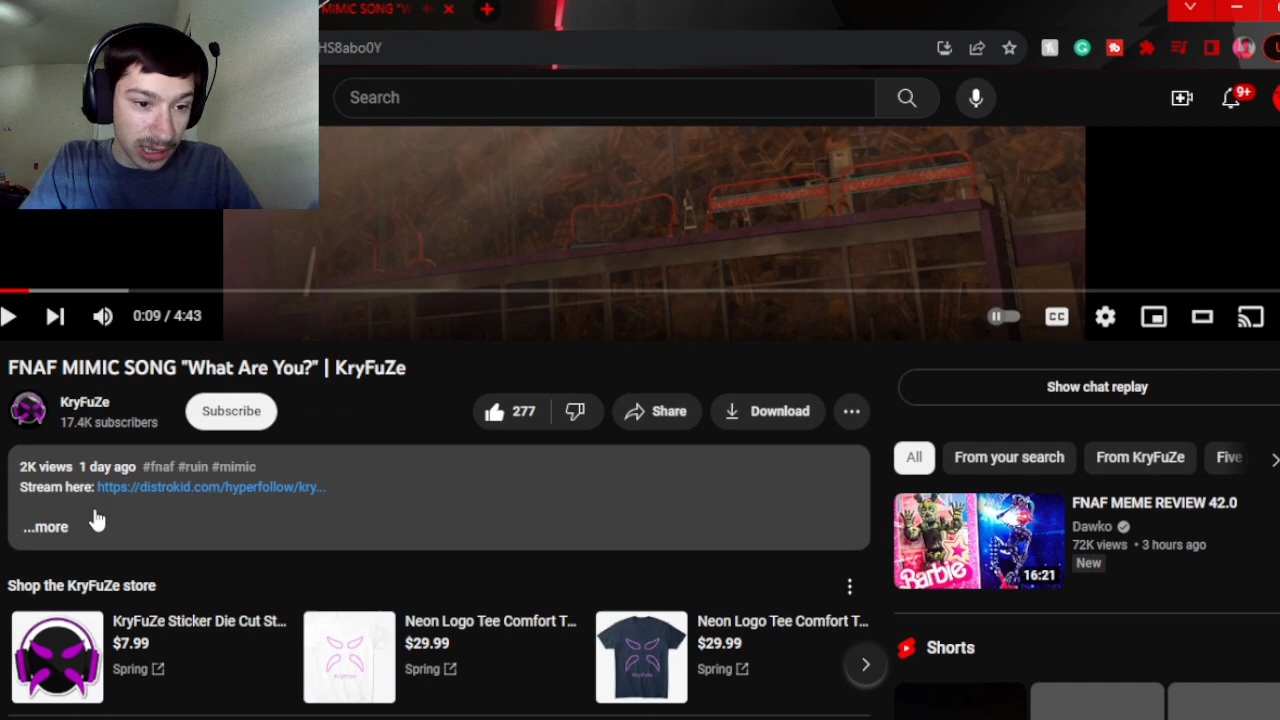 MIMIC SONG "W
HS8abo0Y
Search
9+
0:09 / 4:43
CC
FNAF MIMIC SONG "What Are You?" | KryFuZe
KryFuZe
17.4K subscribers
Subscribe
277
Share
Download
Show chat replay
2K views 1 day ago #fnaf #ruin #mimic
Stream here: https://distrokid.com/hyperfollow/kry...
...more
All
From your search
From KryFuZe
Five
Barbie
16:21
FNAF MEME REVIEW 42.0
Dawko
72K views • 3 hours ago
New
Shop the KryFuZe store
KryFuZe Sticker Die Cut St...
$7.99
Spring
Neon Logo Tee Comfort T...
$29.99
Spring
Neon Logo Tee Comfort T...
$29.99
Spring
Shorts